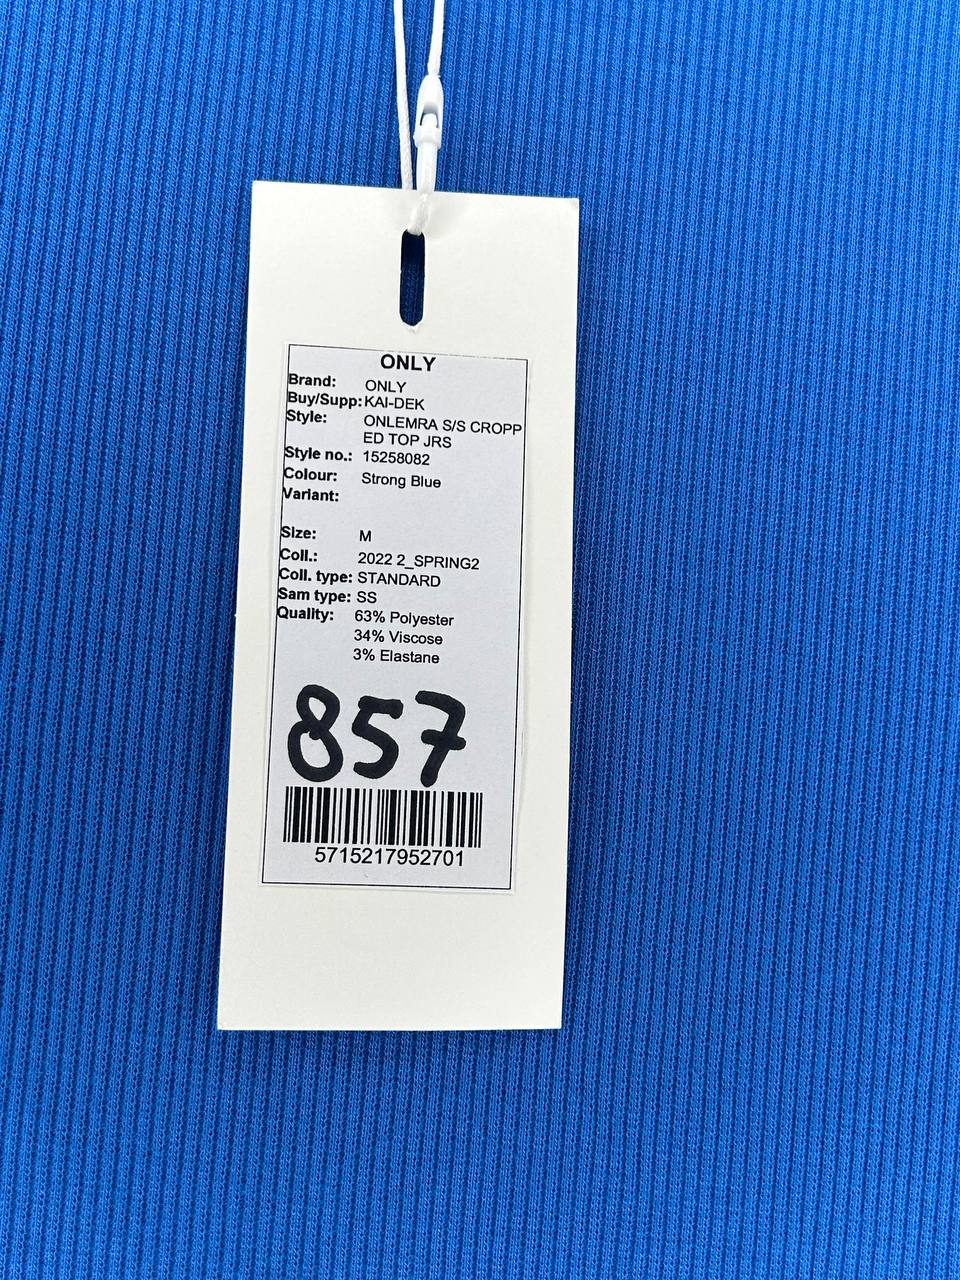 ONLY
Brand: ONLY
Buy/Supp: KAI-DEK
Style: ONLEMRA S/S CROPP
ED TOP JRS
Style no.: 15258082
Colour: Strong Blue
Variant:
Size: M
Coll.: 2022 2_SPRING2
Coll. type: STANDARD
Sam type: SS
Quality: 63% Polyester
34% Viscose
3% Elastane
857
5715217952701